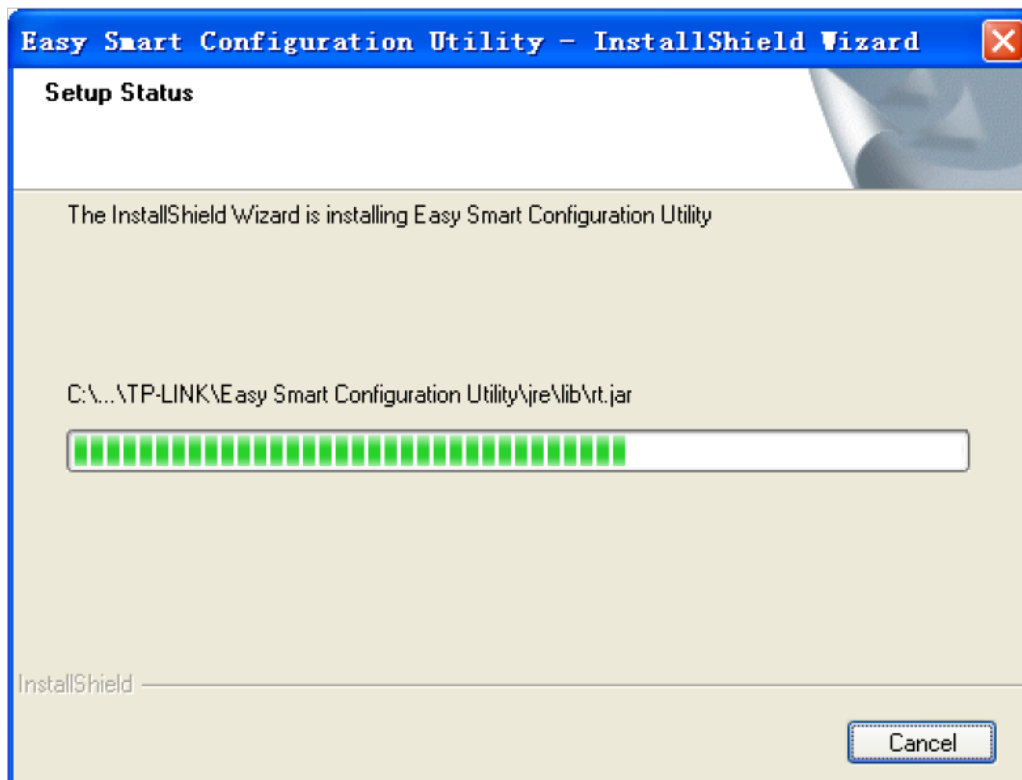 Easy Smart Configuration Utility - InstallShield Wizard
Setup Status
The InstallShield Wizard is installing Easy Smart Configuration Utility
C:\...\TP-LINK\Easy Smart Configuration Utility\jre\lib\rt.jar
InstallShield
Cancel